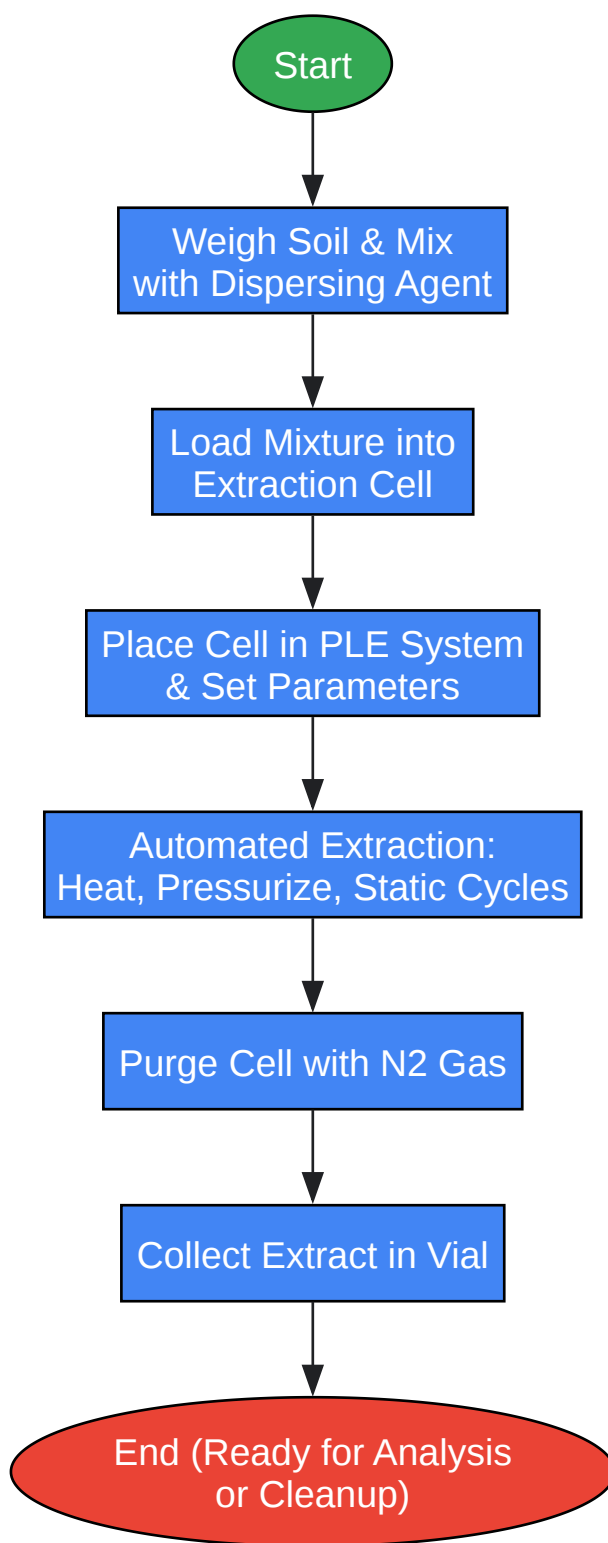 Start
Weigh Soil & Mix
with Dispersing Agent
Load Mixture into
Extraction Cell
Place Cell in PLE System
& Set Parameters
Automated Extraction:
Heat, Pressurize, Static Cycles
Purge Cell with N2 Gas
Collect Extract in Vial
End (Ready for Analysis
or Cleanup)